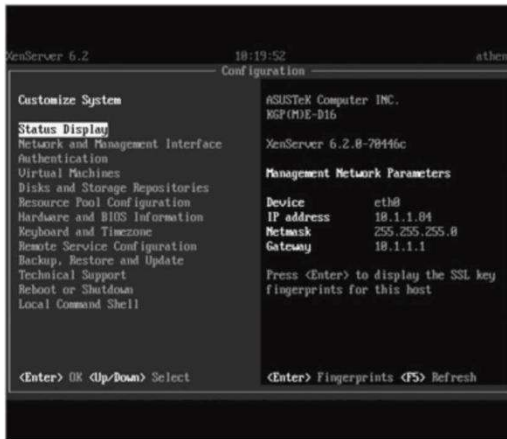 XenServer 6.2 10:19:52 athen
Configuration
Customize System
Status Display
Network and Management Interface
Authentication
Virtual Machines
Disks and Storage Repositories
Resource Pool Configuration
Hardware and BIOS Information
Keyboard and Timezone
Remote Service Configuration
Backup, Restore and Update
Technical Support
Reboot or Shutdown
Local Command Shell
<Enter> OK <Up/Down> Select
ASUSTeK Computer INC.
KGP(M)E-D16
XenServer 6.2.0-70446c
Management Network Parameters
Device eth0
IP address 10.1.1.84
Netmask 255.255.255.0
Gateway 10.1.1.1
Press <Enter> to display the SSL key
fingerprints for this host
<Enter> Fingerprints <F5> Refresh